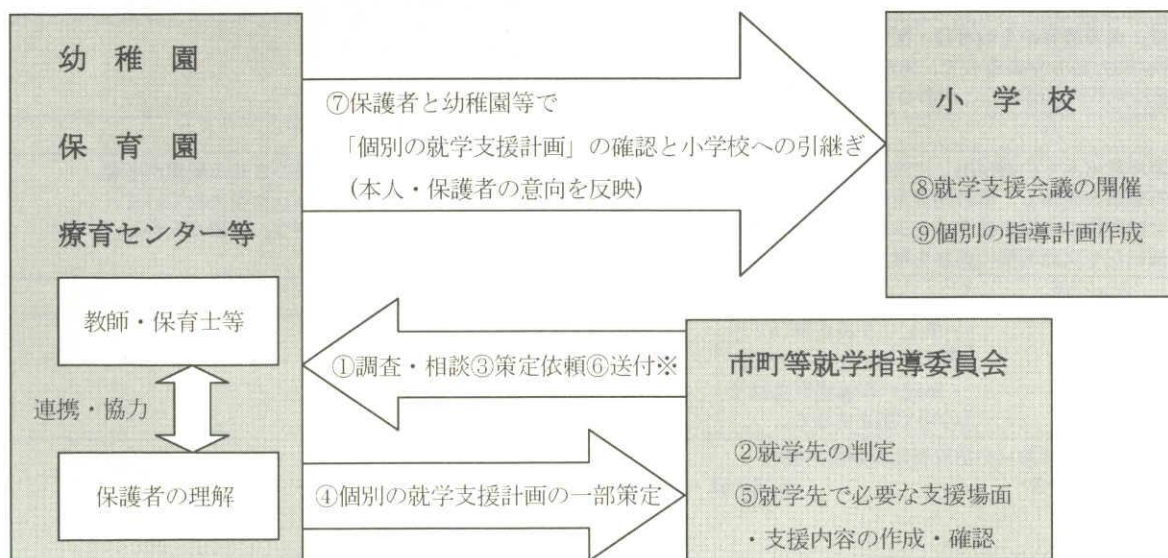 幼稚園
保育園
療育センター等
教師・保育士等
連携・協力
保護者の理解
⑦保護者と幼稚園等で
「個別の就学支援計画」の確認と小学校への引継ぎ
(本人・保護者の意向を反映)
小学校
⑧就学支援会議の開催
⑨個別の指導計画作成
①調査・相談③策定依頼⑥送付※
④個別の就学支援計画の一部策定
市町等就学指導委員会
②就学先の判定
⑤就学先で必要な支援場面
・支援内容の作成・確認